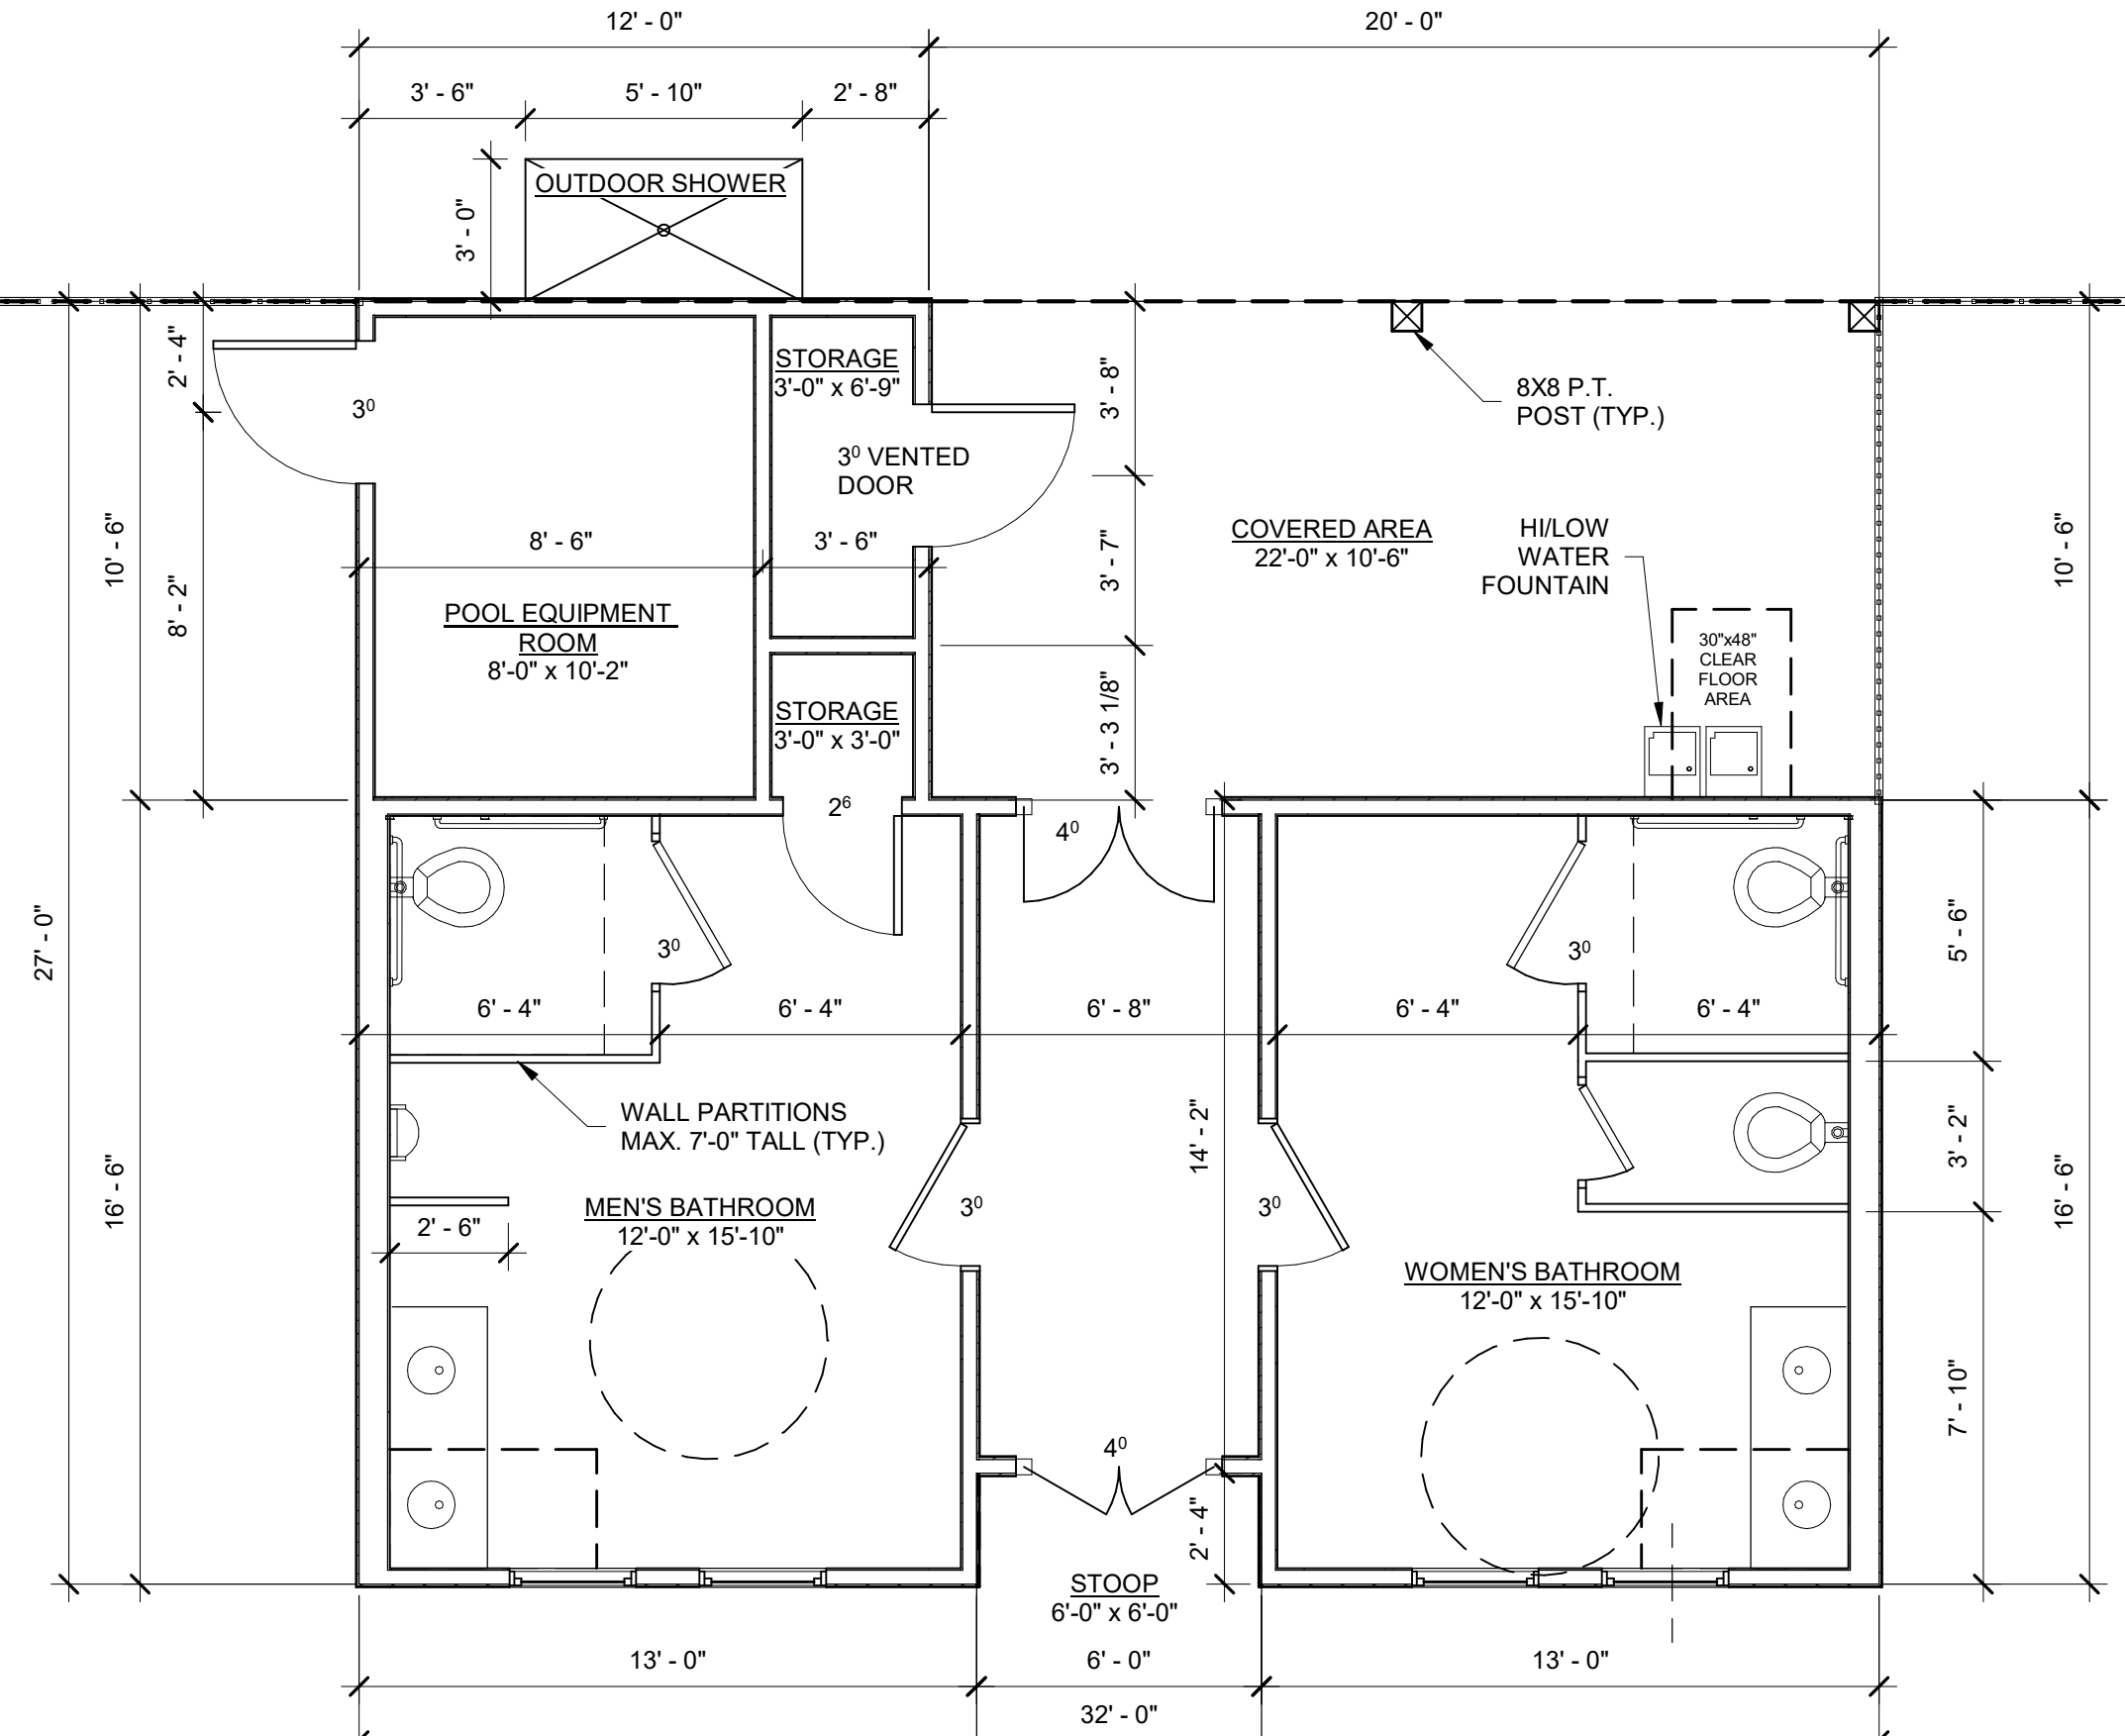 12' - 0"
20' - 0"
3' - 6"
5' - 10"
2' - 8"
OUTDOOR SHOWER
3' - 0"
2' - 4"
STORAGE
3'-0" x 6'-9"
3' - 8"
8X8 P.T.
POST (TYP.)
3⁰
3⁰ VENTED
DOOR
10' - 6"
8' - 2"
8' - 6"
3' - 6"
3' - 7"
COVERED AREA
22'-0" x 10'-6"
HI/LOW
WATER
FOUNTAIN
10' - 6"
POOL EQUIPMENT
ROOM
8'-0" x 10'-2"
30"x48"
CLEAR
FLOOR
AREA
STORAGE
3'-0" x 3'-0"
3' - 3 1/8"
2⁶
4⁰
27' - 0"
3⁰
3⁰
5' - 6"
6' - 4"
6' - 4"
6' - 8"
6' - 4"
6' - 4"
WALL PARTITIONS
MAX. 7'-0" TALL (TYP.)
14' - 2"
3' - 2"
16' - 6"
MEN'S BATHROOM
12'-0" x 15'-10"
3⁰
3⁰
16' - 6"
2' - 6"
WOMEN'S BATHROOM
12'-0" x 15'-10"
7' - 10"
4⁰
2' - 4"
STOOP
6'-0" x 6'-0"
13' - 0"
6' - 0"
13' - 0"
32' - 0"